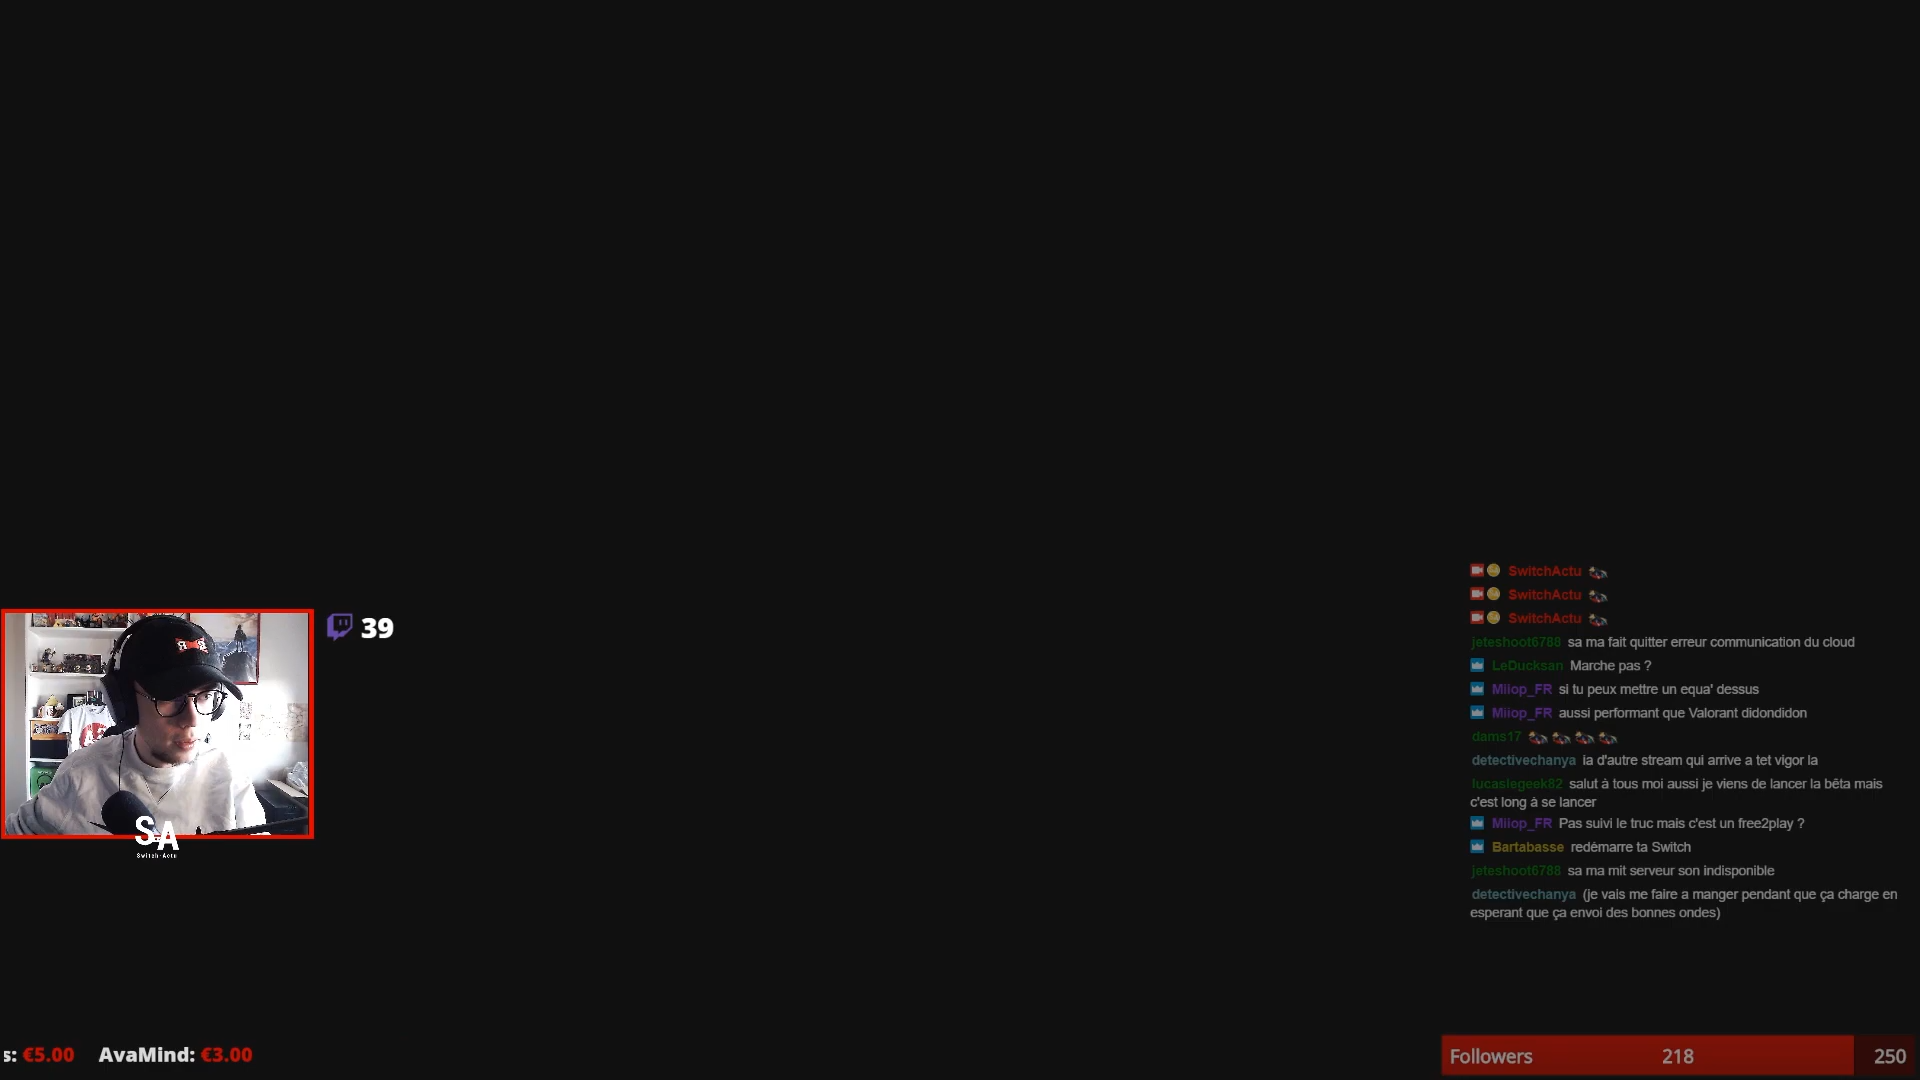 SwitchActu
SwitchActu
SwitchActu
jeteshoot6788 sa ma fait quitter erreur communication du cloud
LeDucksan Marche pas ?
Miiop_FR si tu peux mettre un equa' dessus
39
Miiop_FR aussi performant que Valorant didondidon
dams17
detectivechanya ia d'autre stream qui arrive a tet vigor la
lucaslegeek82 salut à tous moi aussi je viens de lancer la bêta mais
c'est long à se lancer
Miiop_FR Pas suivi le truc mais c'est un free2play ?
Bartabasse redémarre ta Switch
SA
Switch-Actu
jeteshoot6788 sa ma mit serveur son indisponible
detectivechanya (je vais me faire a manger pendant que ça charge en
esperant que ça envoi des bonnes ondes)
s: €5.00 AvaMind: €3.00
Followers 218 250